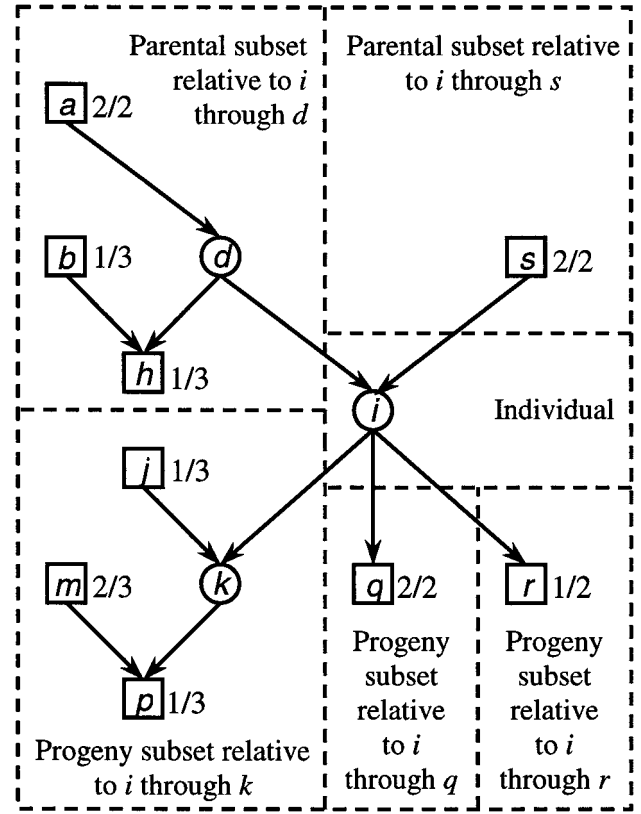 Parental subset
relative to i
through d
Parental subset relative
to i through s
a 2/2
b 1/3
d
s 2/2
h 1/3
i
Individual
j 1/3
m 2/3
k
q 2/2
r 1/2
p 1/3
Progeny subset relative
to i through k
Progeny
subset
relative
to i
through q
Progeny
subset
relative
to i
through r